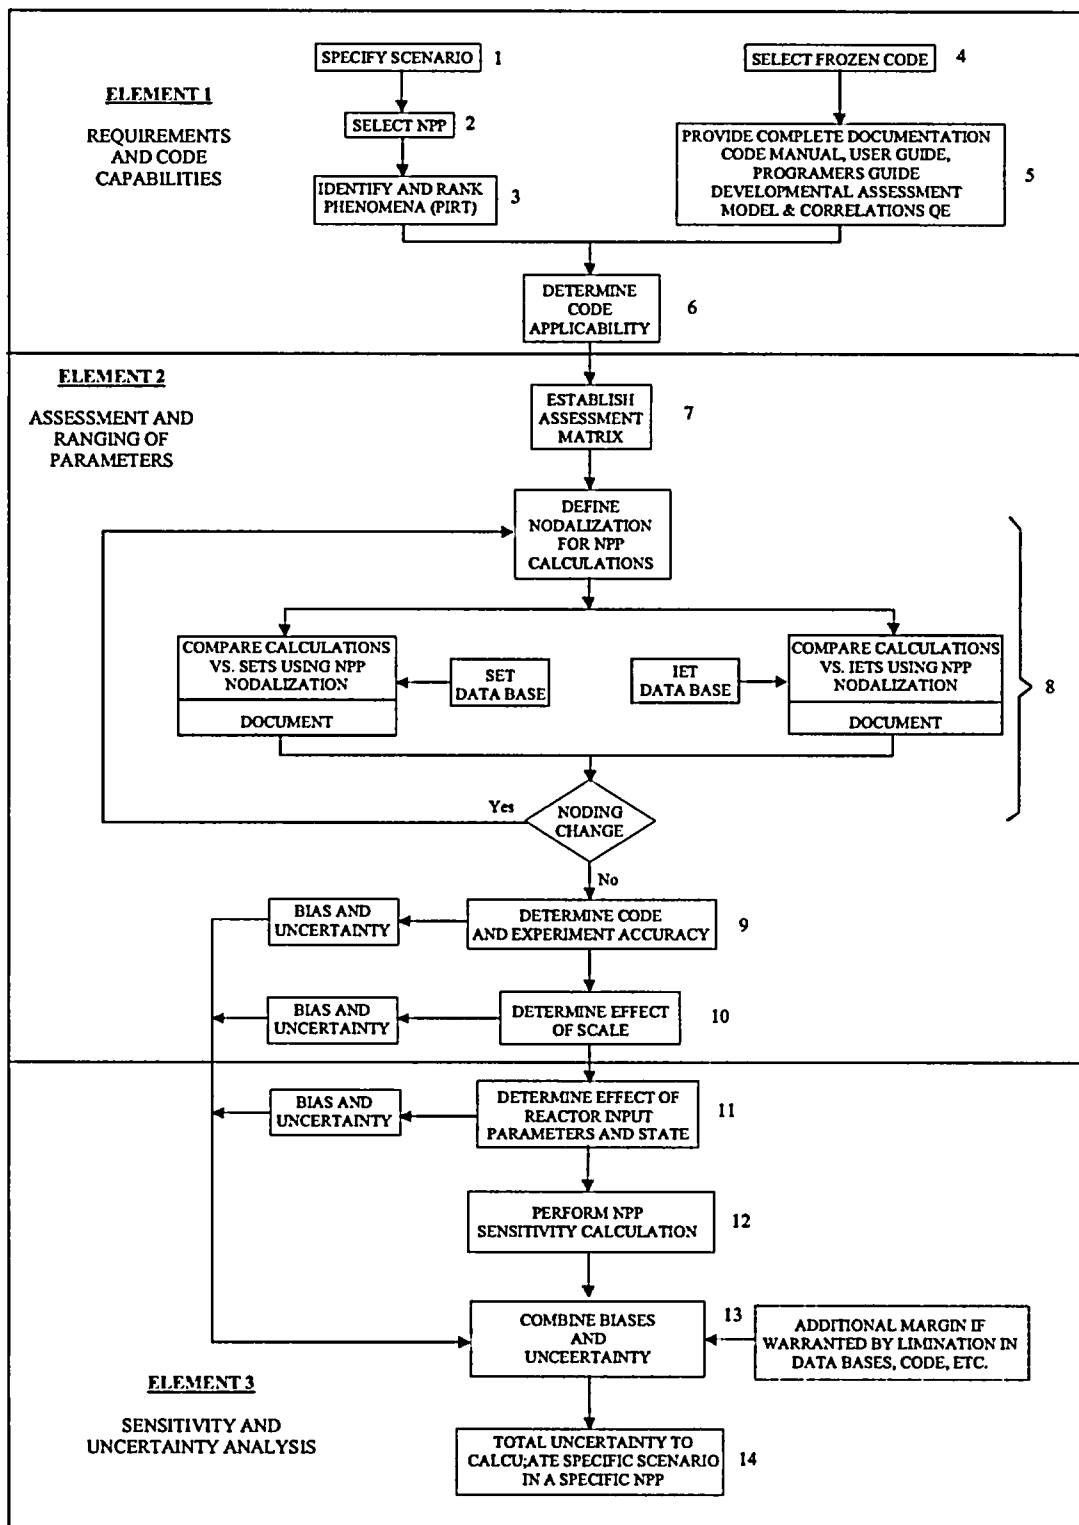 SPECIFY SCENARIO 1
SELECT FROZEN CODE 4
ELEMENT 1
REQUIREMENTS
AND CODE
CAPABILITIES
SELECT NPP 2
IDENTIFY AND RANK
PHENOMENA (PIRT)
3
PROVIDE COMPLETE DOCUMENTATION
CODE MANUAL, USER GUIDE,
PROGRAMERS GUIDE
DEVELOPMENTAL ASSESSMENT
MODEL & CORRELATIONS QE
5
DETERMINE
CODE
APPLICABILITY
6
ELEMENT 2
ASSESSMENT AND
RANGING OF
PARAMETERS
ESTABLISH
ASSESSMENT
MATRIX
7
DEFINE
NODALIZATION
FOR NPP
CALCULATIONS
COMPARE CALCULATIONS
VS. SETS USING NPP
NODALIZATION
DOCUMENT
SET
DATA BASE
IET
DATA BASE
COMPARE CALCULATIONS
VS. IETS USING NPP
NODALIZATION
DOCUMENT
8
Yes
NODING
CHANGE
No
BIAS AND
UNCERTAINTY
DETERMINE CODE
AND EXPERIMENT ACCURACY
9
BIAS AND
UNCERTAINTY
DETERMINE EFFECT
OF SCALE
10
BIAS AND
UNCERTAINTY
DETERMINE EFFECT OF
REACTOR INPUT
PARAMETERS AND STATE
11
PERFORM NPP
SENSITIVITY CALCULATION
12
COMBINE BIASES
AND
UNCEERTAINTY
13
ADDITIONAL MARGIN IF
WARRANTED BY LIMINATION IN
DATA BASES, CODE, ETC.
ELEMENT 3
SENSITIVITY AND
UNCERTAINTY ANALYSIS
TOTAL UNCERTAINTY TO
CALCU;ATE SPECIFIC SCENARIO
IN A SPECIFIC NPP
14